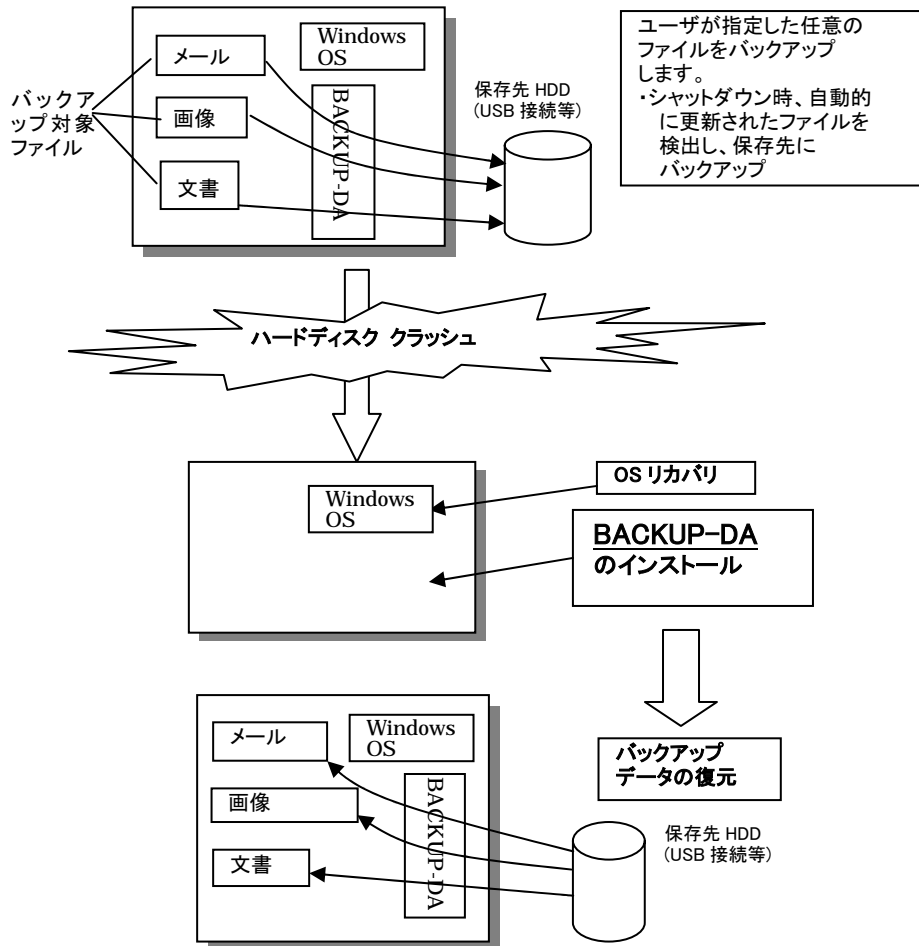 Windows
OS
メール
画像
文書
BACKUP-DA
バックア
ップ対象
ファイル
保存先 HDD
(USB 接続等)
ユーザが指定した任意の
ファイルをバックアップ
します。
・シャットダウン時、自動的
に更新されたファイルを
検出し、保存先に
バックアップ
ハードディスク クラッシュ
Windows
OS
OS リカバリ
BACKUP-DA
のインストール
バックアップ
データの復元
メール
Windows
OS
画像
文書
BACKUP-DA
保存先 HDD
(USB 接続等)